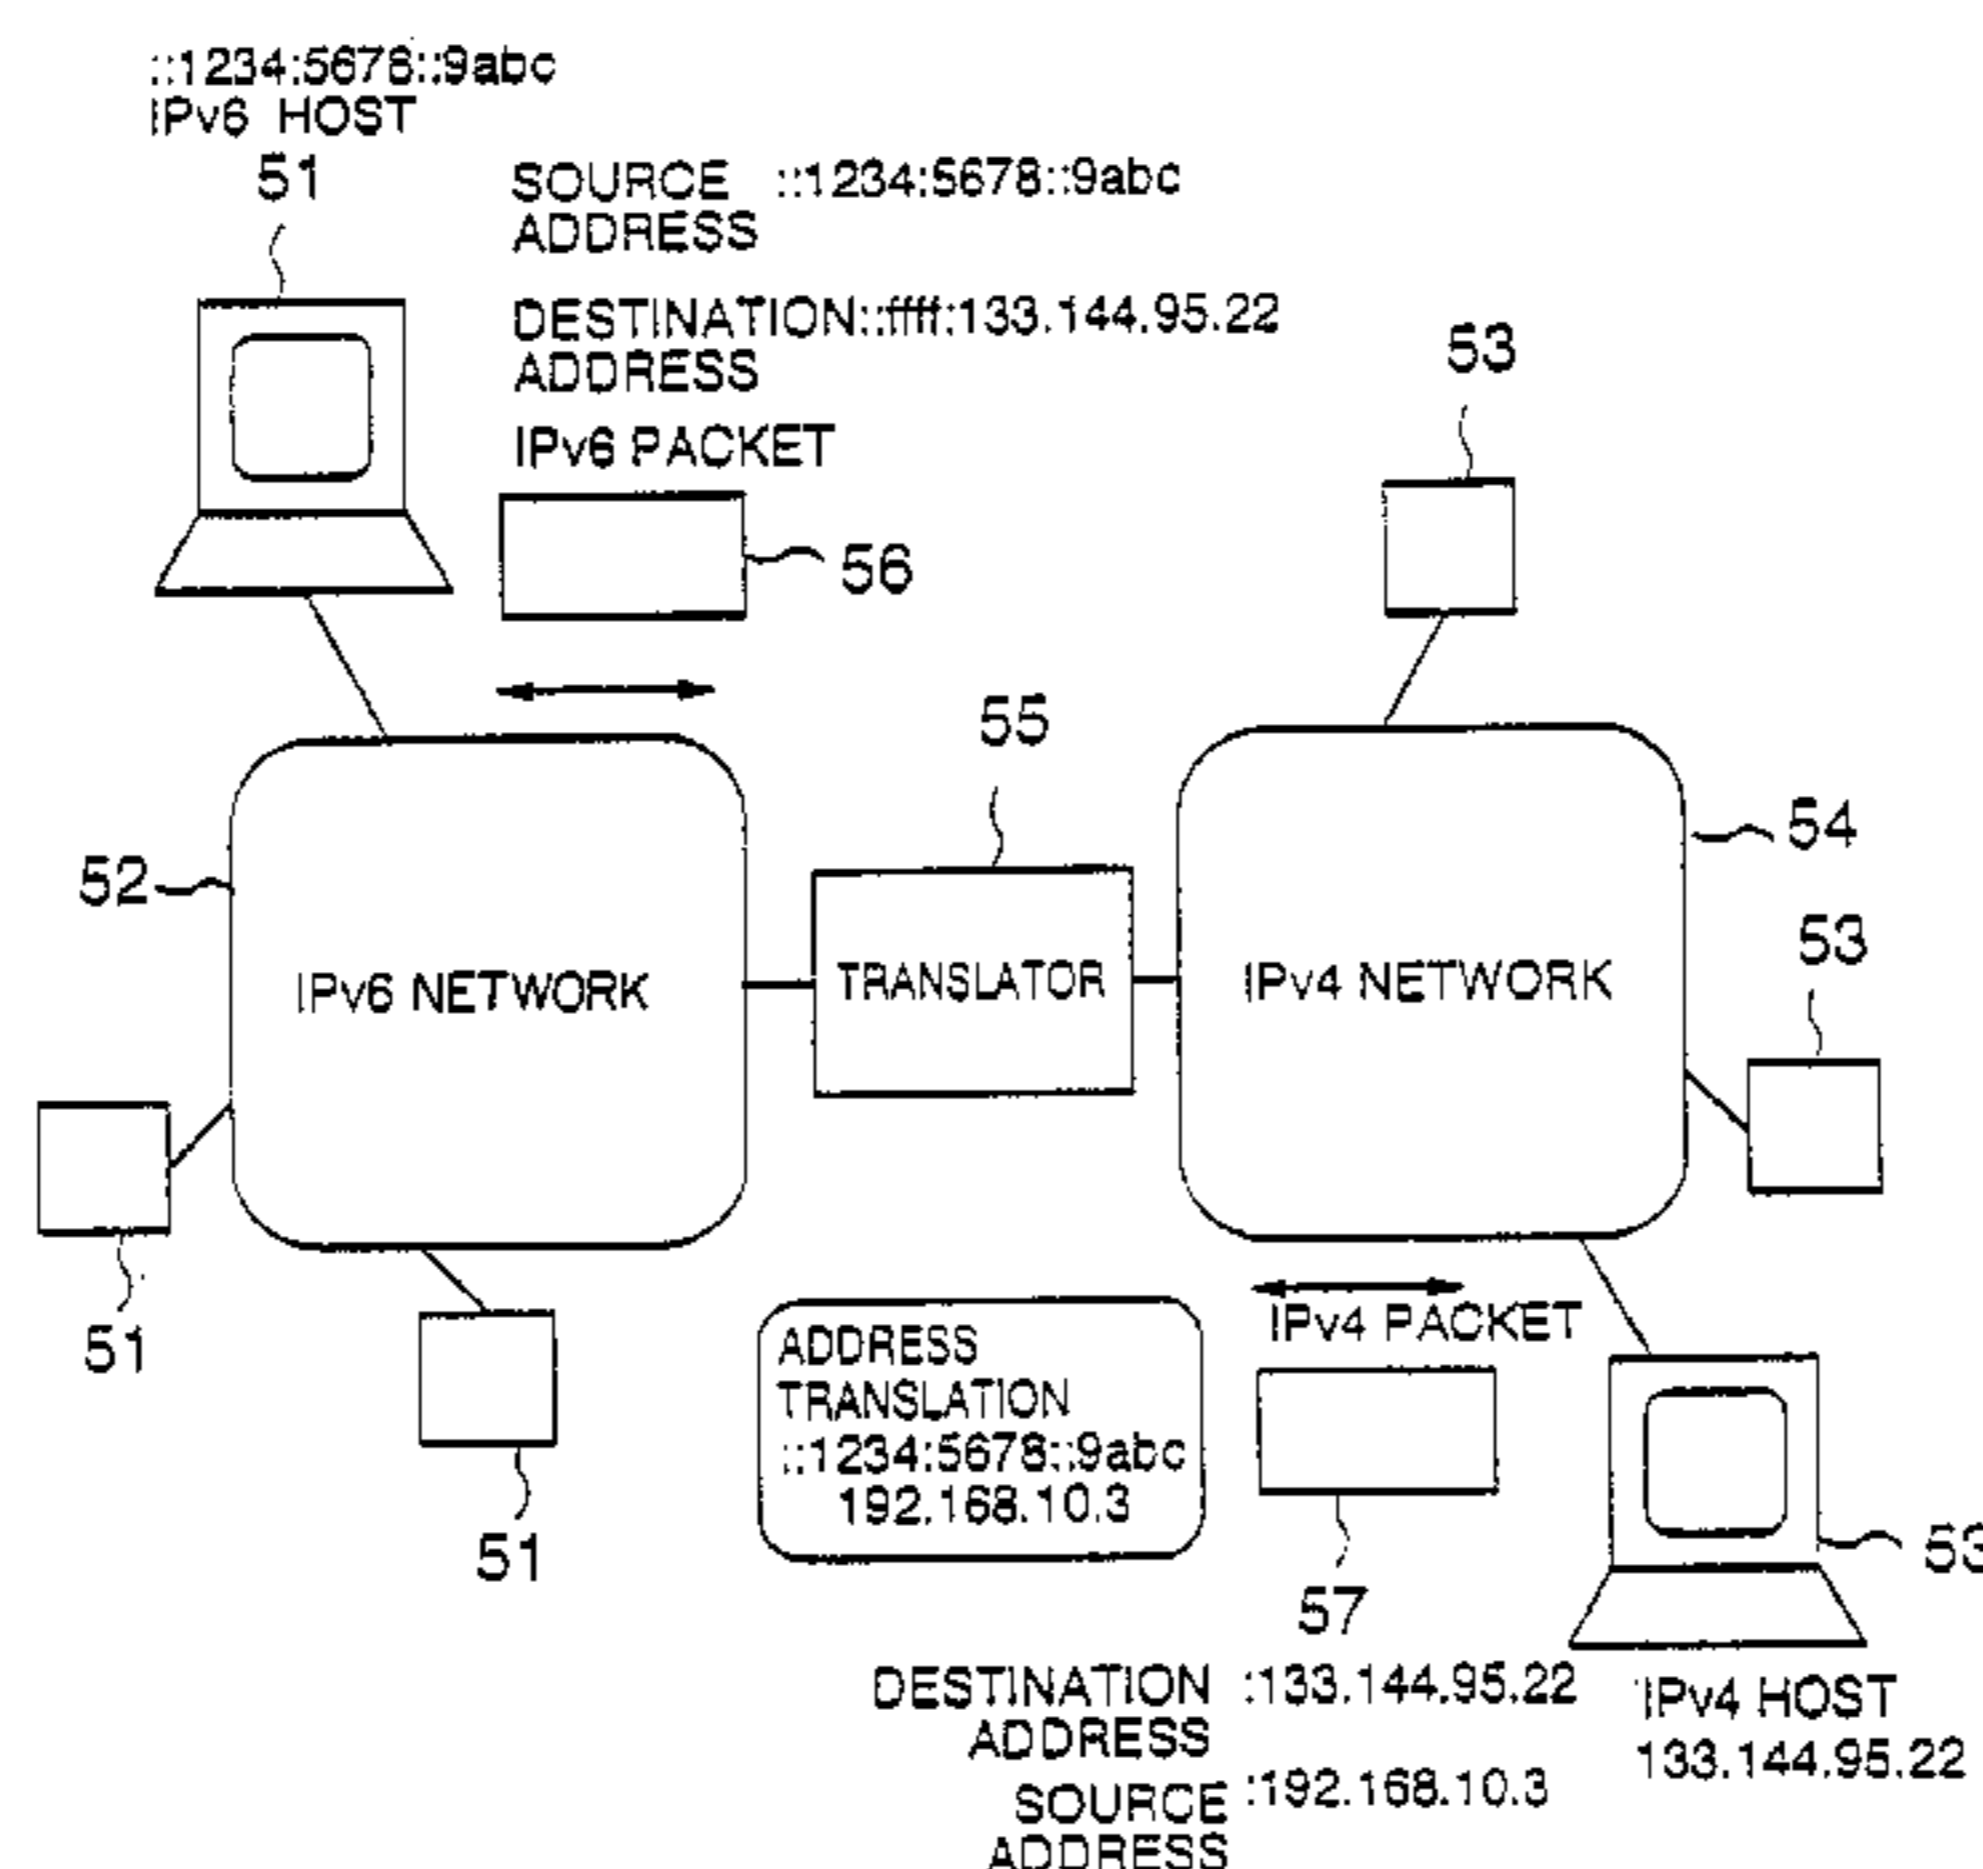 ::1234:5678::9abc
IPv6 HOST
51
SOURCE ::1234:5678::9abc
ADDRESS
DESTINATION::ffff:133.144.95.22
ADDRESS
IPv6 PACKET
56
53
55
54
52
53
IPv6 NETWORK
TRANSLATOR
IPv4 NETWORK
51
51
ADDRESS
TRANSLATION
::1234:5678::9abc
192.168.10.3
IPv4 PACKET
57
53
DESTINATION :133.144.95.22
ADDRESS
SOURCE :192.168.10.3
ADDRESS
IPv4 HOST
133.144.95.22